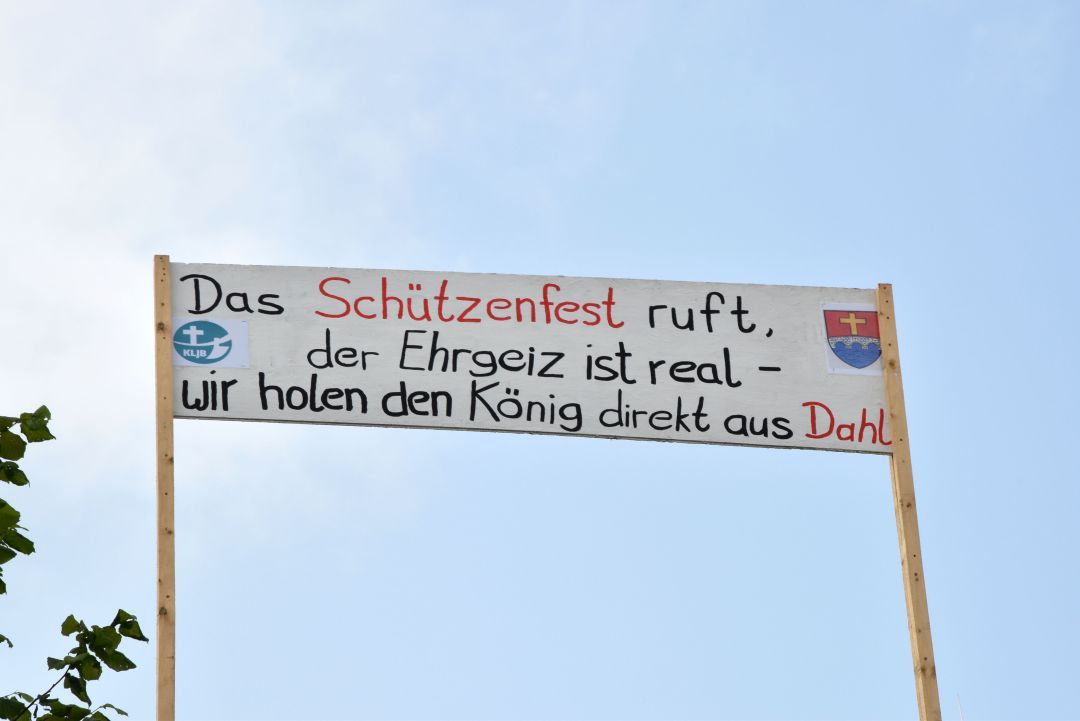 Das Schützenfest ruft,
der Ehrgeiz ist real -
wir holen den König direkt aus Dahl
KLJB